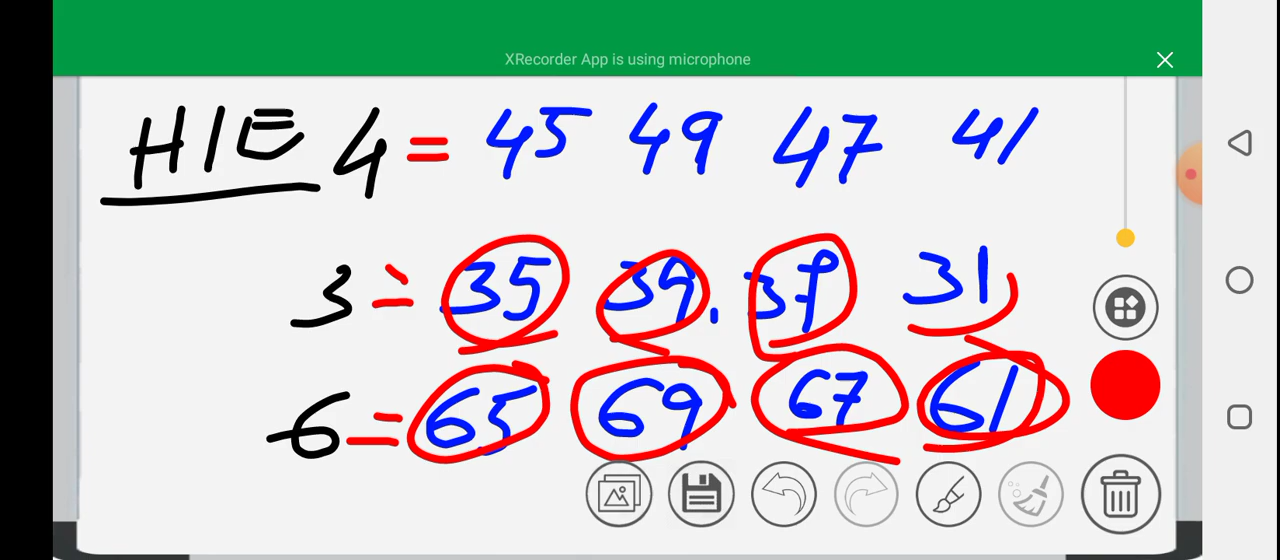 XRecorder App is using microphone
HIE 4 = 45 49 47 41
3 = 35 39. 37 31
6 = 65 69 67 61